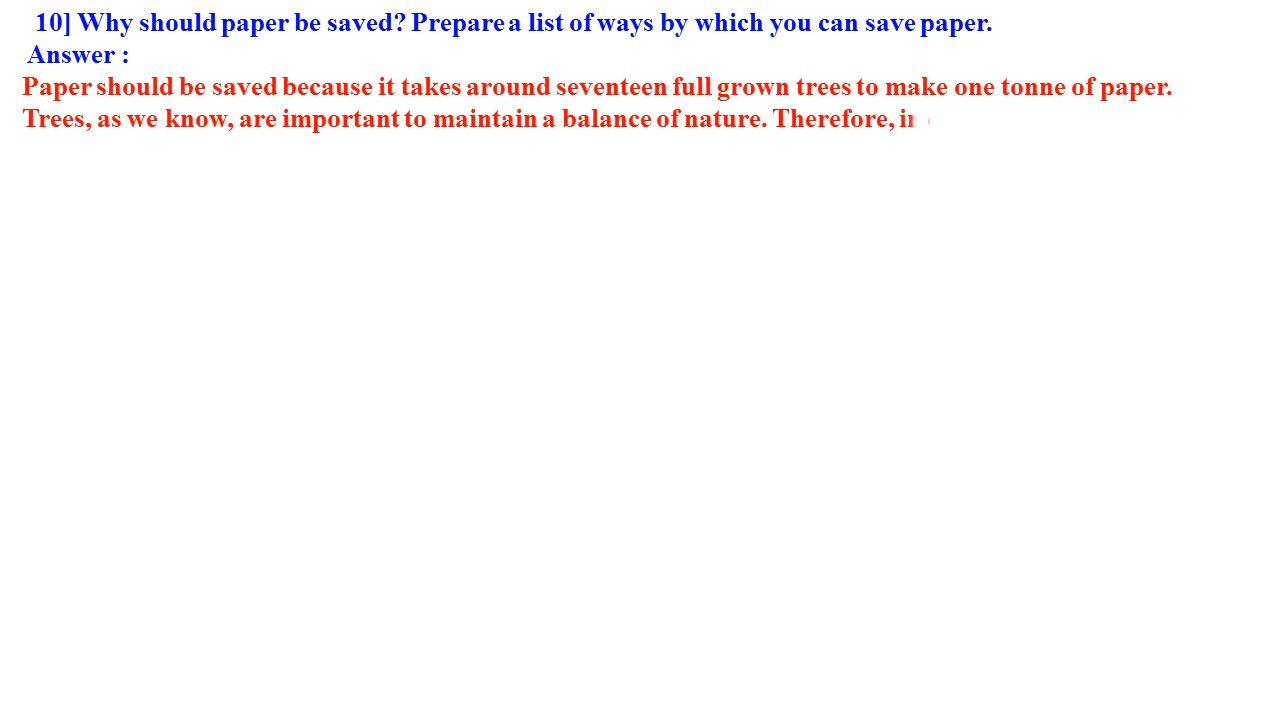 10] Why should paper be saved? Prepare a list of ways by which you can save paper.
Answer :
Paper should be saved because it takes around seventeen full grown trees to make one tonne of paper.
Trees, as we know, are important to maintain a balance of nature. Therefore,